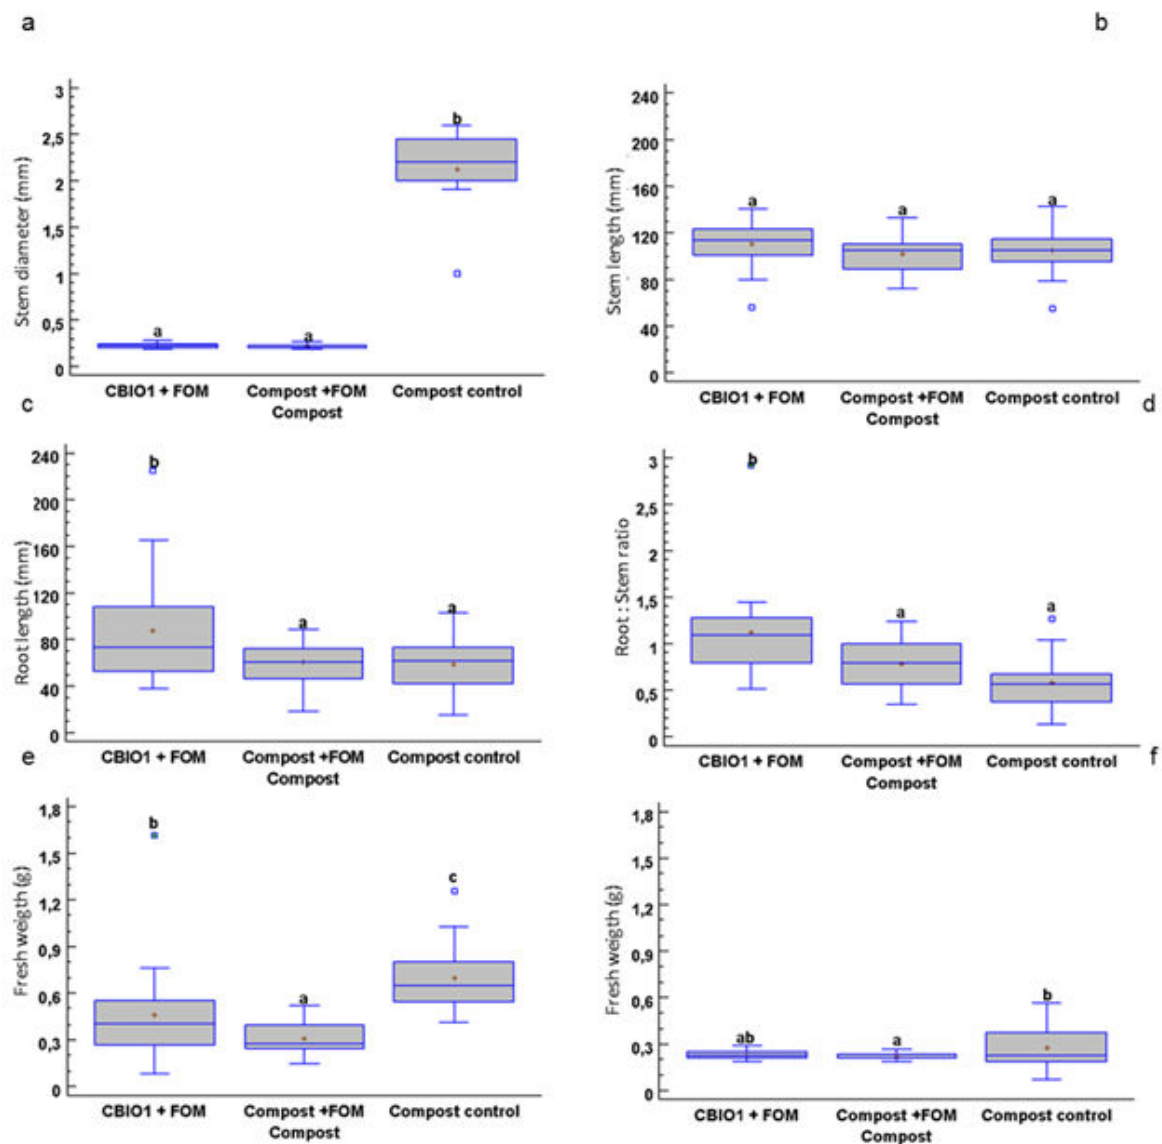 a
b
Stem diameter (mm)
3
2,5
2
1,5
1
0,5
0
a
a
b
CBIO1 + FOM
Compost +FOM
Compost control
Compost
Stem length (mm)
240
200
160
120
80
40
0
a
a
a
CBIO1 + FOM
Compost +FOM
Compost control
Compost
c
d
Root length (mm)
240
200
160
120
80
40
0
b
a
a
CBIO1 + FOM
Compost +FOM
Compost control
Compost
Root : Stem ratio
3
2,5
2
1,5
1
0,5
0
b
a
a
CBIO1 + FOM
Compost +FOM
Compost control
Compost
e
f
Fresh weigth (g)
1,8
1,5
1,2
0,9
0,6
0,3
0
b
a
c
CBIO1 + FOM
Compost +FOM
Compost control
Compost
Fresh weigth (g)
1,8
1,5
1,2
0,9
0,6
0,3
0
ab
a
b
CBIO1 + FOM
Compost +FOM
Compost control
Compost